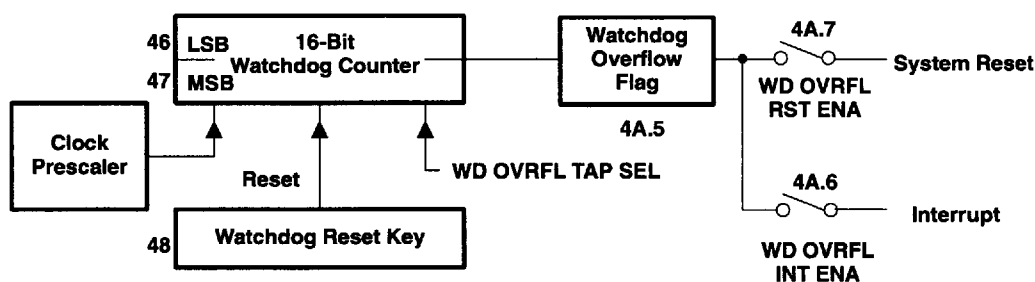 46 LSB
16-Bit
Watchdog Counter
47 MSB
Watchdog
Overflow
Flag
4A.5
4A.7
System Reset
WD OVRFL
RST ENA
Clock
Prescaler
Reset
WD OVRFL TAP SEL
4A.6
Interrupt
WD OVRFL
INT ENA
48
Watchdog Reset Key